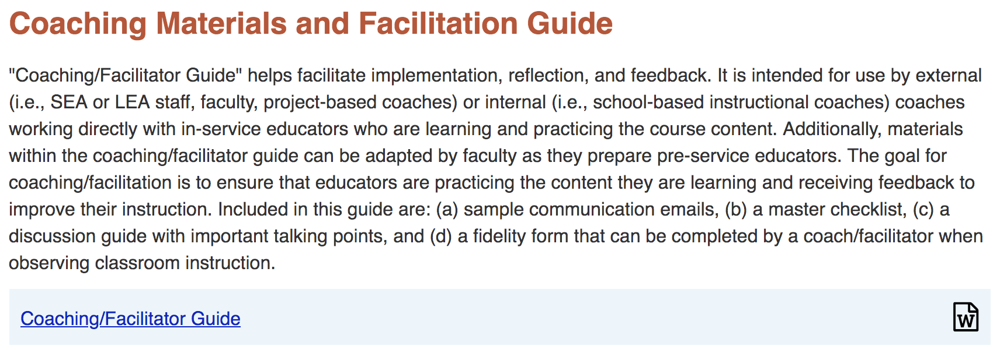 Coaching Materials and Facilitation Guide
"Coaching/Facilitator Guide" helps facilitate implementation, reflection, and feedback. It is intended for use by external
(i.e., SEA or LEA staff, faculty, project-based coaches) or internal (i.e., school-based instructional coaches) coaches
working directly with in-service educators who are learning and practicing the course content. Additionally, materials
within the coaching/facilitator guide can be adapted by faculty as they prepare pre-service educators. The goal for
coaching/facilitation is to ensure that educators are practicing the content they are learning and receiving feedback to
improve their instruction. Included in this guide are: (a) sample communication emails, (b) a master checklist, (c) a
discussion guide with important talking points, and (d) a fidelity form that can be completed by a coach/facilitator when
observing classroom instruction.
Coaching/Facilitator Guide
W